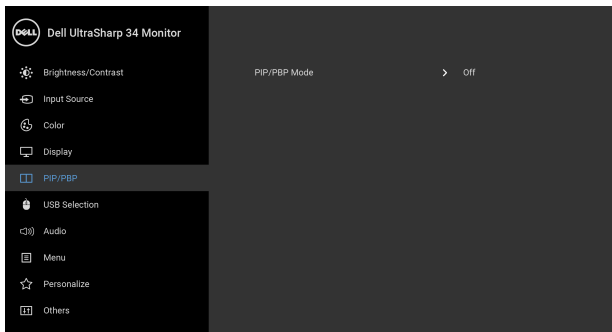 DELL Dell UltraSharp 34 Monitor
Brightness/Contrast
PIP/PBP Mode > Off
Input Source
Color
Display
PIP/PBP
USB Selection
Audio
Menu
Personalize
Others